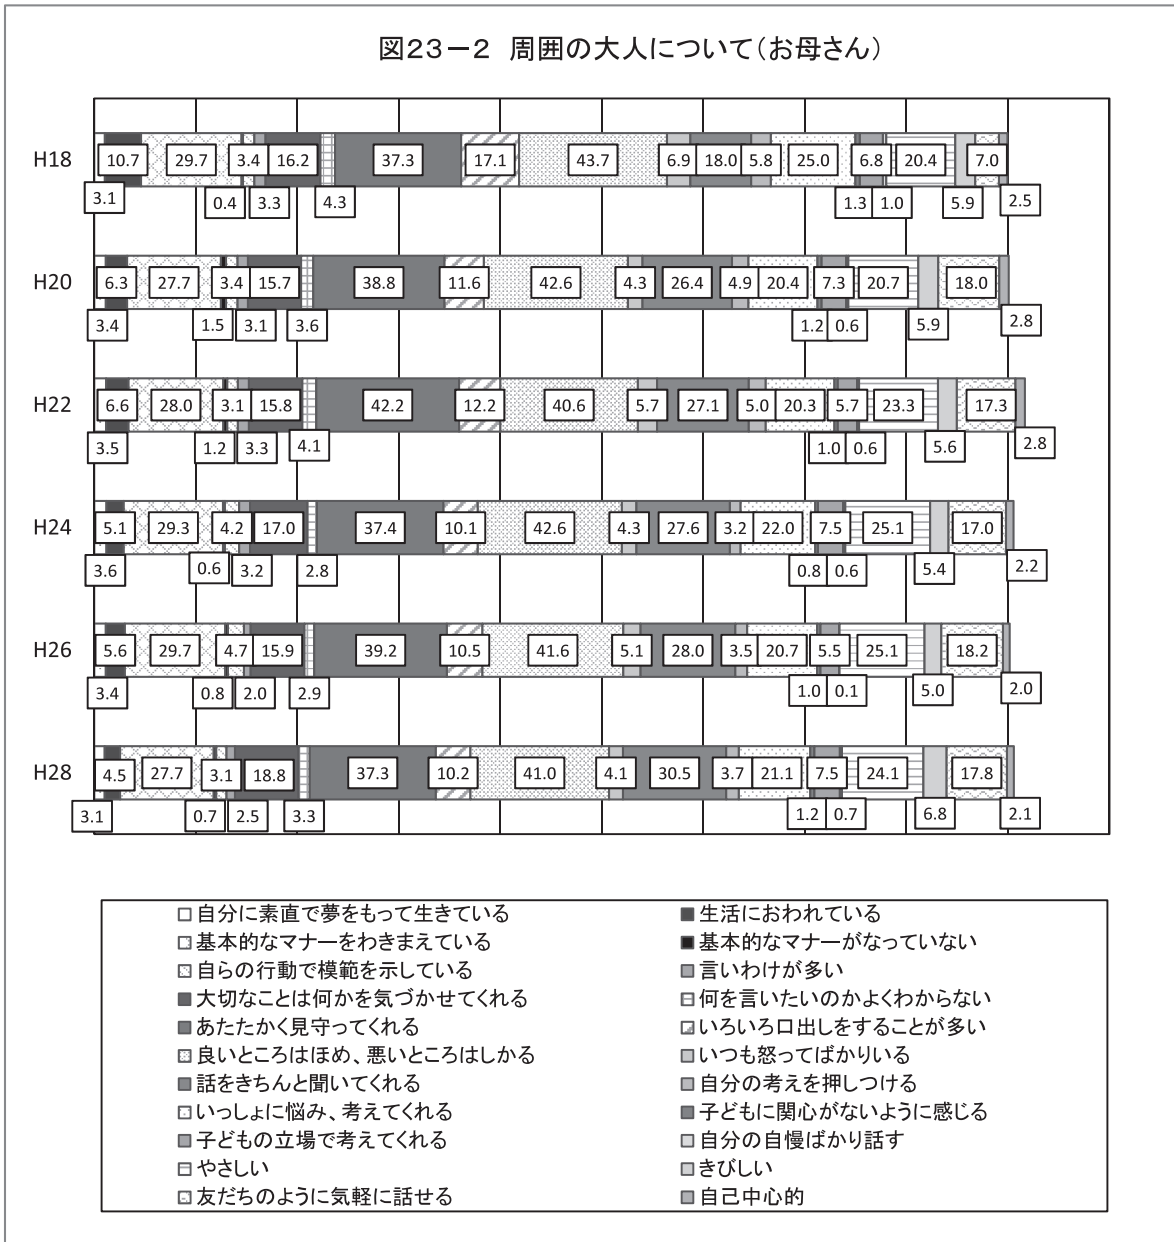 図23－2 周囲の大人について（お母さん）
H18 10.7 29.7 3.4 16.2 37.3 17.1 43.7 6.9 18.0 5.8 25.0 6.8 20.4 7.0
3.1 0.4 3.3 4.3 1.3 1.0 5.9 2.5
H20 6.3 27.7 3.4 15.7 38.8 11.6 42.6 4.3 26.4 4.9 20.4 7.3 20.7 18.0
3.4 1.5 3.1 3.6 1.2 0.6 5.9 2.8
H22 6.6 28.0 3.1 15.8 42.2 12.2 40.6 5.7 27.1 5.0 20.3 5.7 23.3 17.3
3.5 1.2 3.3 4.1 1.0 0.6 5.6 2.8
H24 5.1 29.3 4.2 17.0 37.4 10.1 42.6 4.3 27.6 3.2 22.0 7.5 25.1 17.0
3.6 0.6 3.2 2.8 0.8 0.6 5.4 2.2
H26 5.6 29.7 4.7 15.9 39.2 10.5 41.6 5.1 28.0 3.5 20.7 5.5 25.1 18.2
3.4 0.8 2.0 2.9 1.0 0.1 5.0 2.0
H28 4.5 27.7 3.1 18.8 37.3 10.2 41.0 4.1 30.5 3.7 21.1 7.5 24.1 17.8
3.1 0.7 2.5 3.3 1.2 0.7 6.8 2.1
自分に素直で夢をもって生きている 生活におわれている
基本的なマナーをわきまえている 基本的なマナーがなっていない
自らの行動で模範を示している 言いわけが多い
大切なことは何かを気づかせてくれる 何を言いたいのかよくわからない
あたたかく見守ってくれる いろいろ口出しをすることが多い
良いところはほめ、悪いところはしかる いつも怒ってばかりいる
話をきちんと聞いてくれる 自分の考えを押しつける
いっしょに悩み、考えてくれる 子どもに関心がないように感じる
子どもの立場で考えてくれる 自分の自慢ばかり話す
やさしい きびしい
友だちのように気軽に話せる 自己中心的